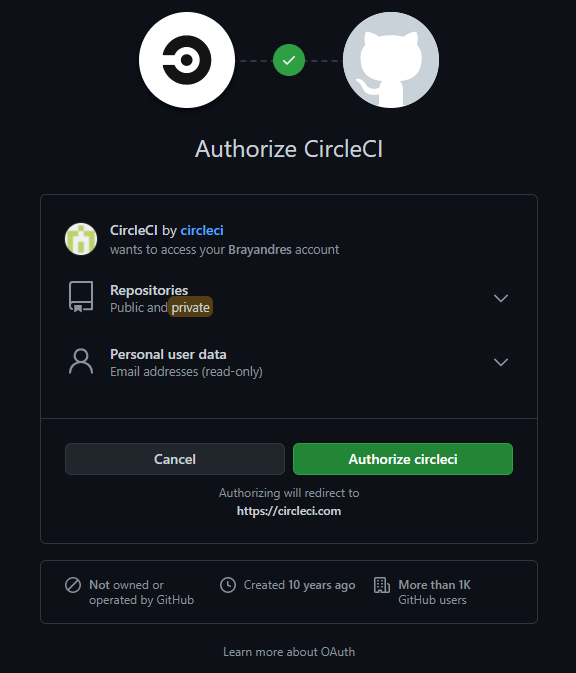 Authorize CircleCI
CircleCI by circleci
wants to access your Brayandres account
Repositories
Public and private
Personal user data
Email addresses (read-only)
Cancel
Authorize circleci
Authorizing will redirect to
https://circleci.com
Not owned or
operated by GitHub
Created 10 years ago
More than 1K
GitHub users
Learn more about OAuth